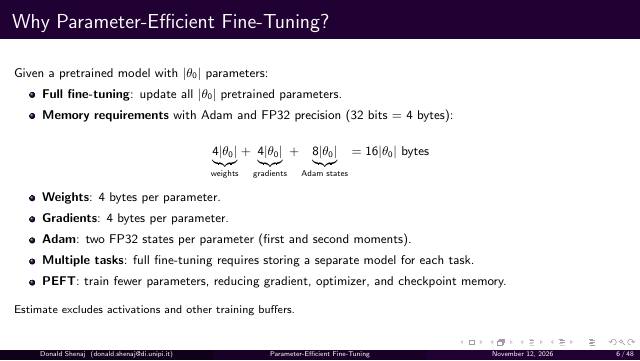 Why Parameter-Efficient Fine-Tuning?
Given a pretrained model with |θ₀| parameters:
Full fine-tuning: update all |θ₀| pretrained parameters.
Memory requirements with Adam and FP32 precision (32 bits = 4 bytes):
4|θ₀| + 4|θ₀| + 8|θ₀| = 16|θ₀| bytes
weights gradients Adam states
Weights: 4 bytes per parameter.
Gradients: 4 bytes per parameter.
Adam: two FP32 states per parameter (first and second moments).
Multiple tasks: full fine-tuning requires storing a separate model for each task.
PEFT: train fewer parameters, reducing gradient, optimizer, and checkpoint memory.
Estimate excludes activations and other training buffers.
Donald Shenaj (donald.shenaj@di.unipi.it) Parameter-Efficient Fine-Tuning November 12, 2026 6 / 48